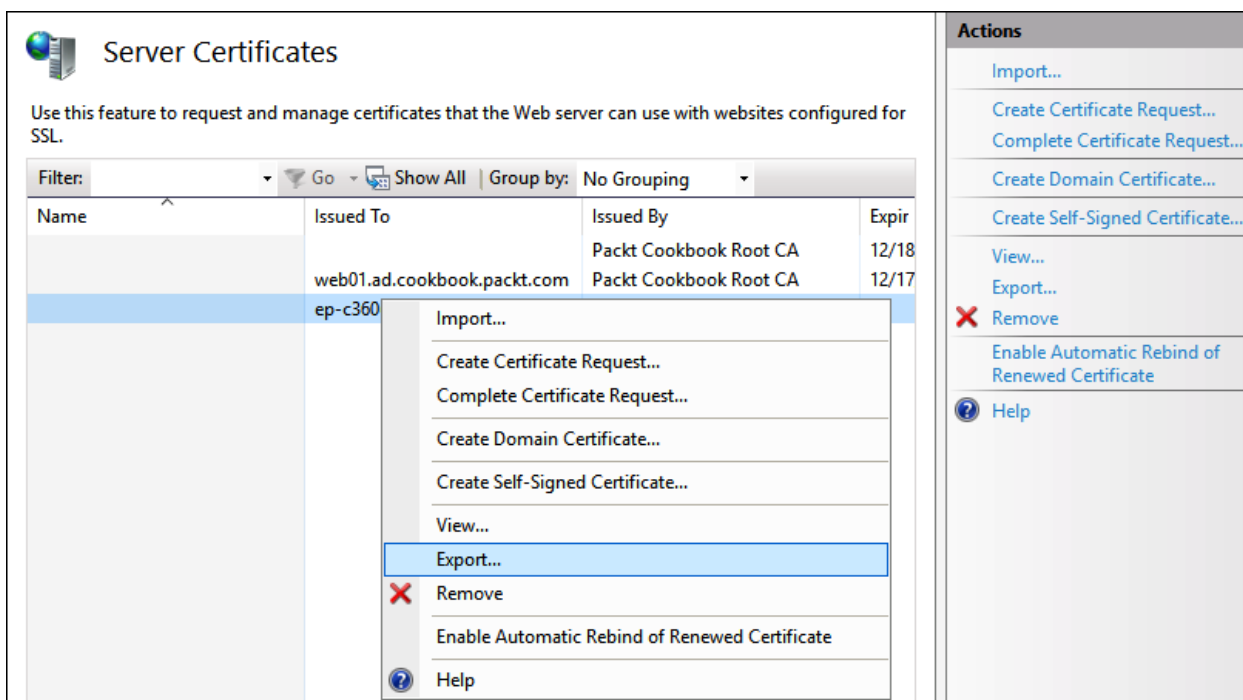 Server Certificates
Use this feature to request and manage certificates that the Web server can use with websites configured for
SSL.
Filter: Go Show All Group by: No Grouping
Name Issued To Issued By Expir
Packt Cookbook Root CA 12/18
web01.ad.cookbook.packt.com Packt Cookbook Root CA 12/17
ep-c360
Import...
Create Certificate Request...
Complete Certificate Request...
Create Domain Certificate...
Create Self-Signed Certificate...
View...
Export...
Remove
Enable Automatic Rebind of Renewed Certificate
Help
Actions
Import...
Create Certificate Request...
Complete Certificate Request...
Create Domain Certificate...
Create Self-Signed Certificate...
View...
Export...
Remove
Enable Automatic Rebind of
Renewed Certificate
Help